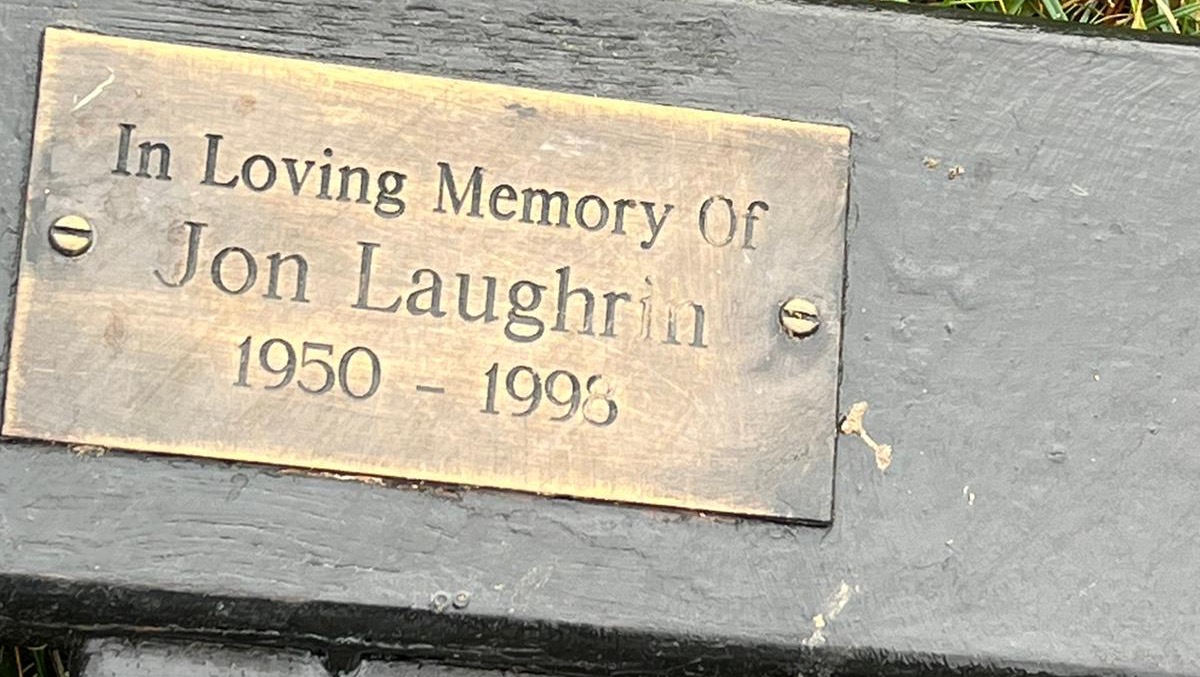 In Loving Memory Of
Jon Laughrin
1950 - 1998